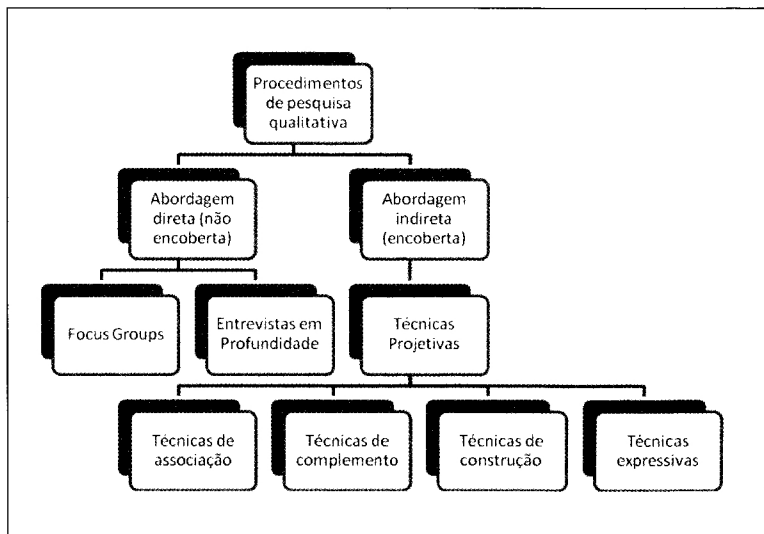 Procedimentos
de pesquisa
qualitativa
Abordagem
direta (não
encoberta)
Abordagem
indireta
(encoberta)
Focus Groups
Entrevistas em
Profundidade
Técnicas
Projetivas
Técnicas de
associação
Técnicas de
complemento
Técnicas de
construção
Técnicas
expressivas